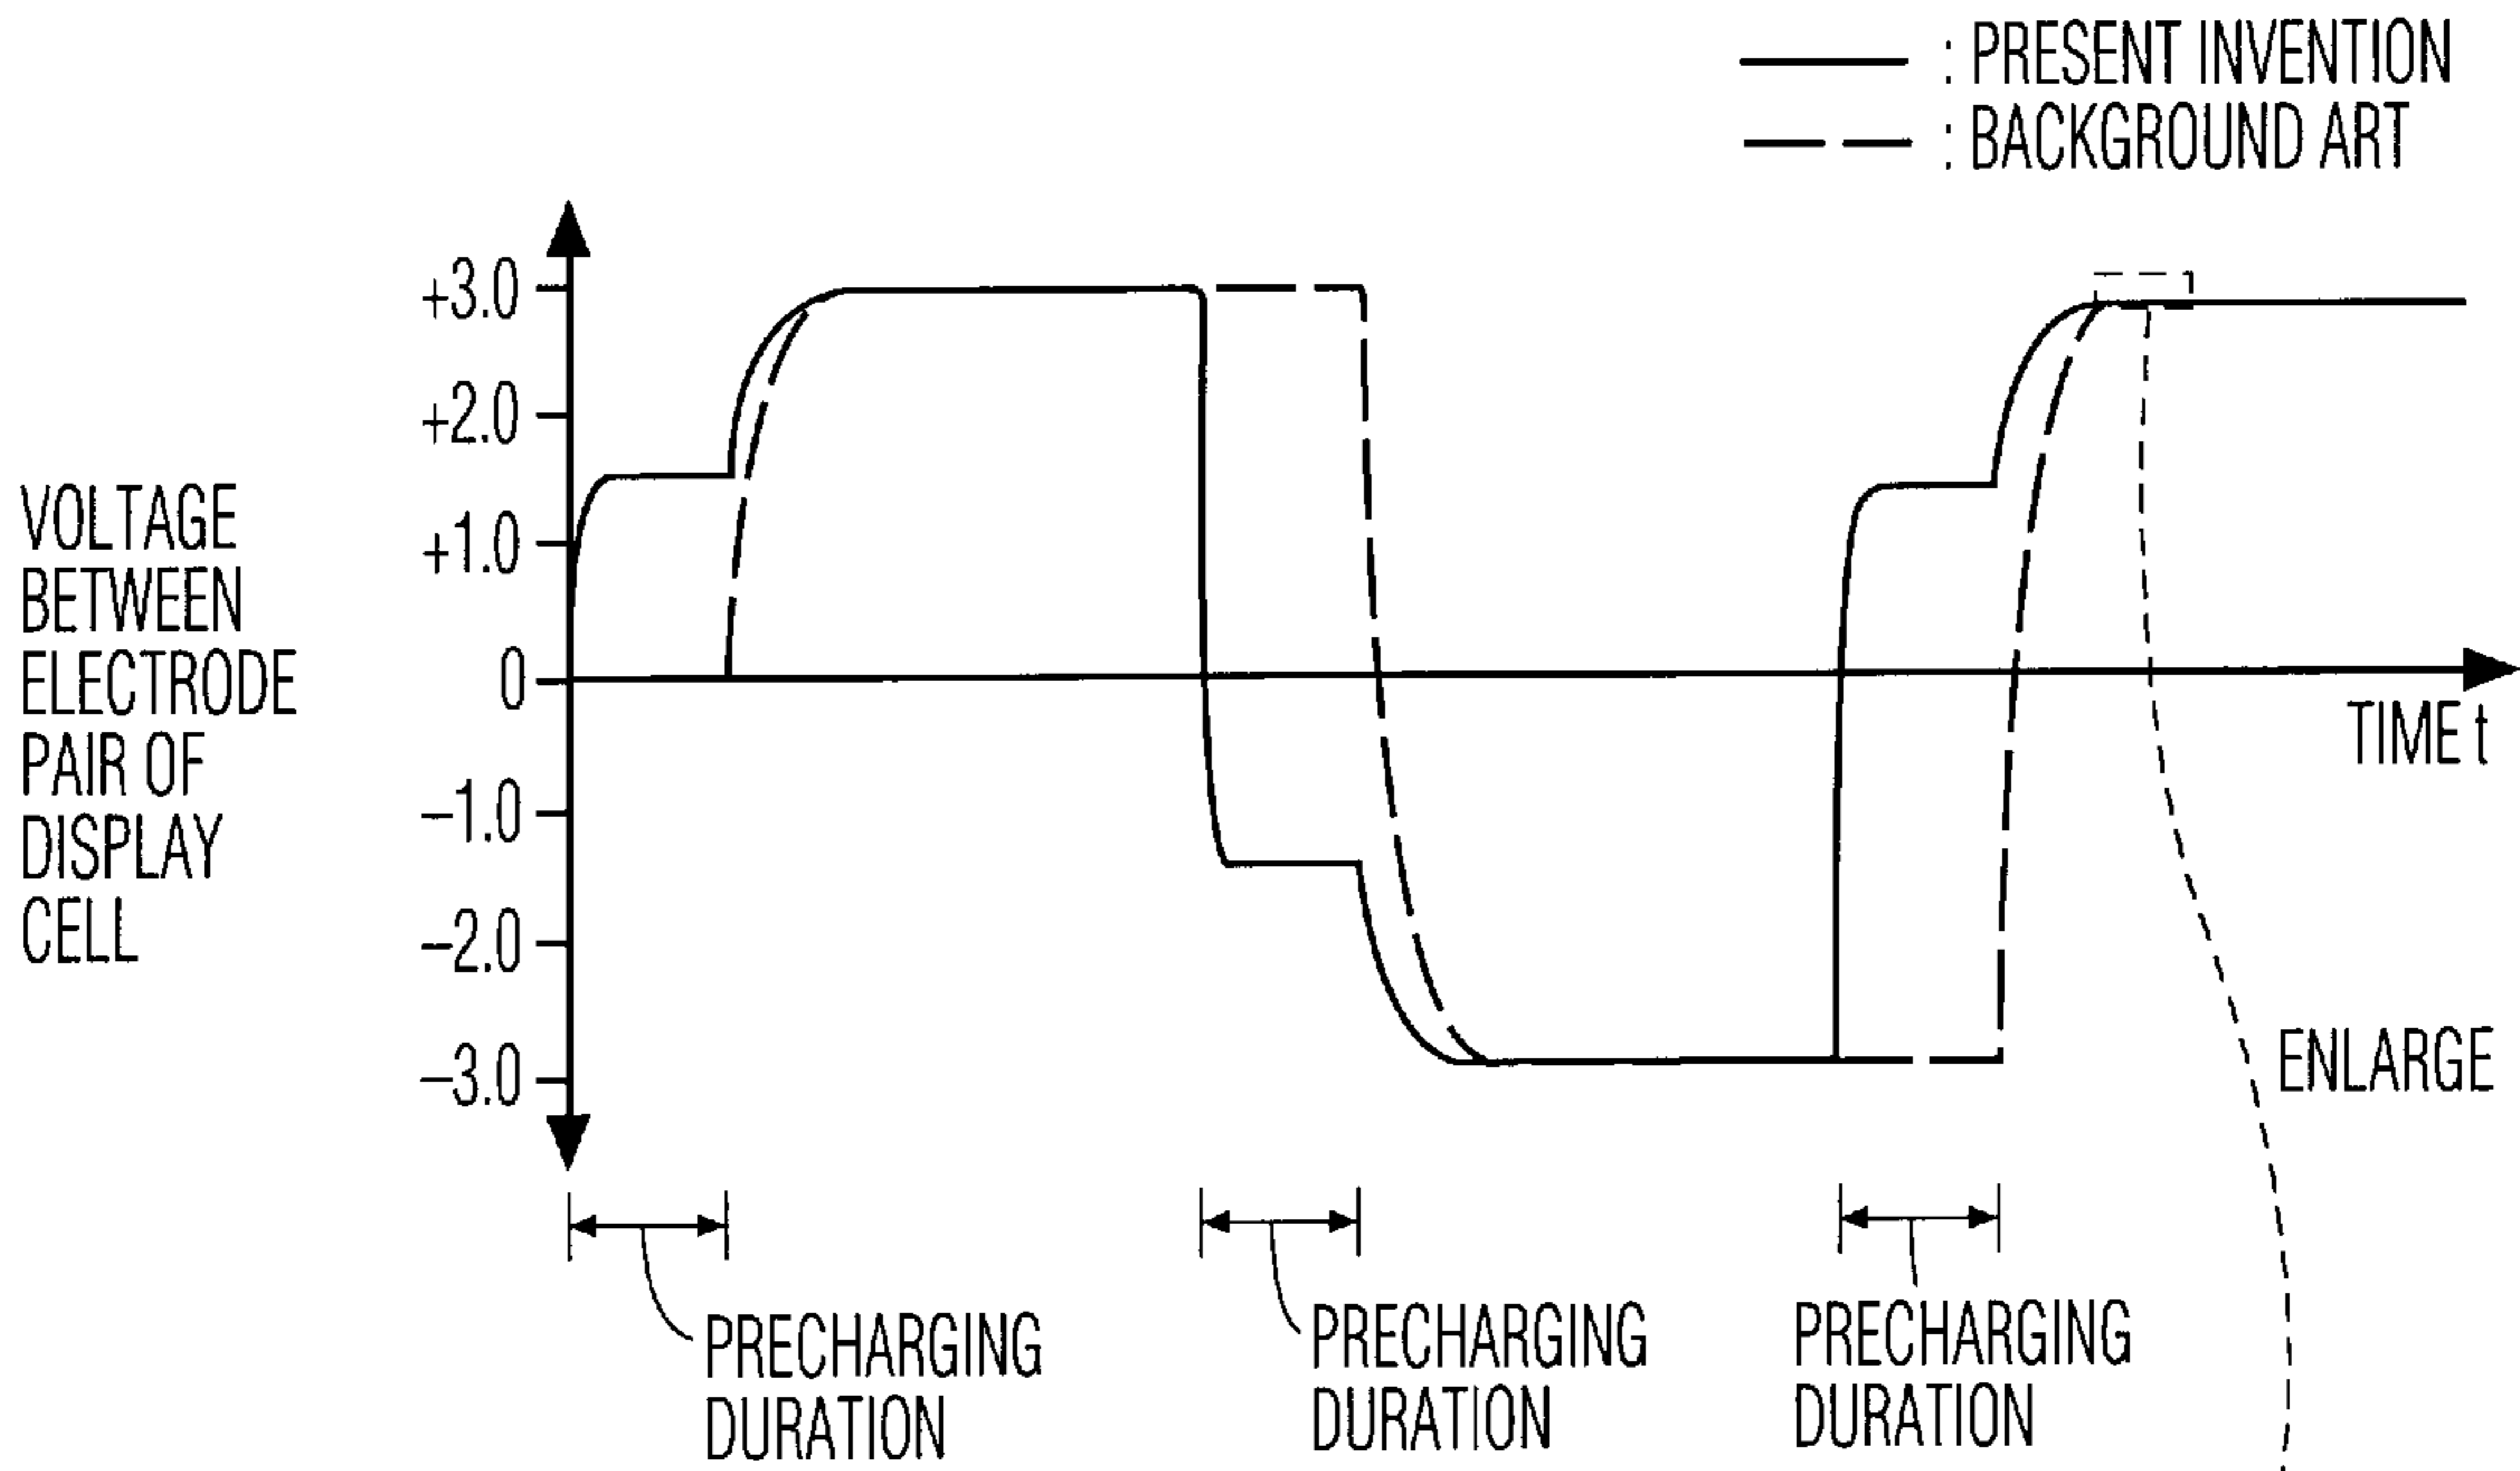 : PRESENT INVENTION
: BACKGROUND ART
+3.0
+2.0
+1.0
0
−1.0
−2.0
−3.0
VOLTAGE
BETWEEN
ELECTRODE
PAIR OF
DISPLAY
CELL
TIME t
ENLARGE
PRECHARGING
DURATION
PRECHARGING
DURATION
PRECHARGING
DURATION